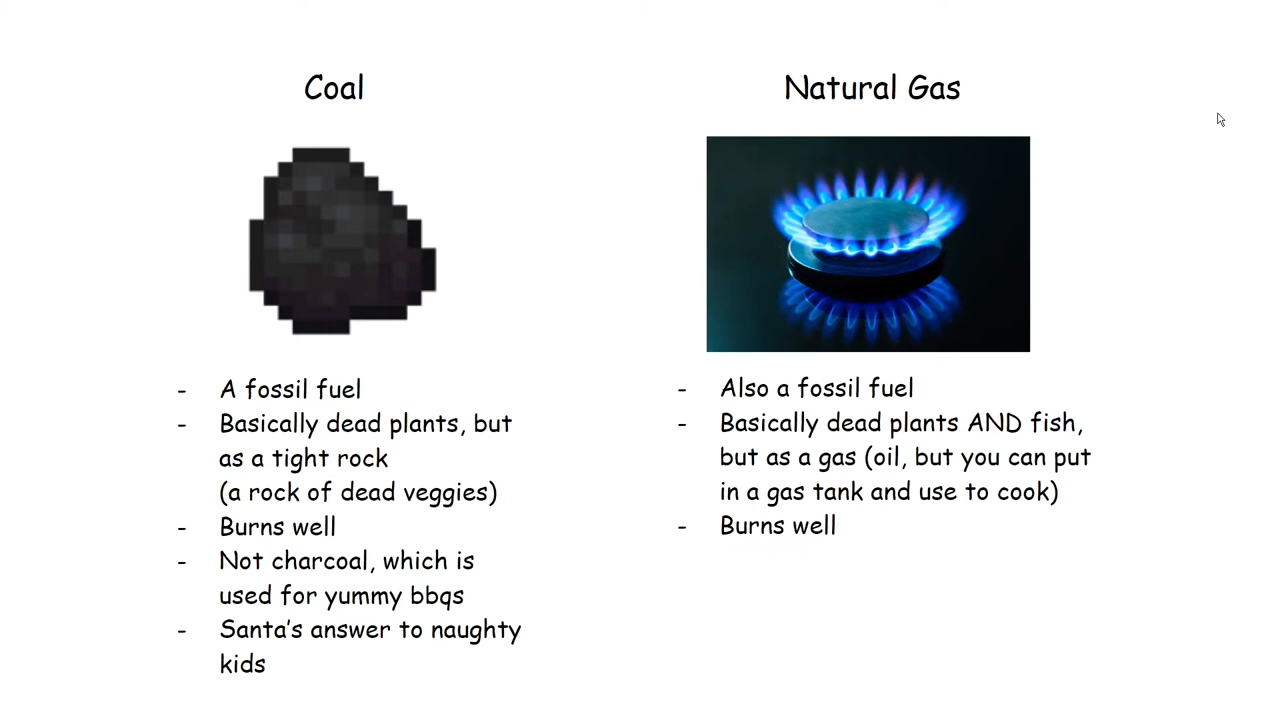 Coal
Natural Gas
- A fossil fuel
- Basically dead plants, but
as a tight rock
(a rock of dead veggies)
- Burns well
- Not charcoal, which is
used for yummy bbqs
- Santa's answer to naughty
kids
- Also a fossil fuel
- Basically dead plants AND fish,
but as a gas (oil, but you can put
in a gas tank and use to cook)
- Burns well